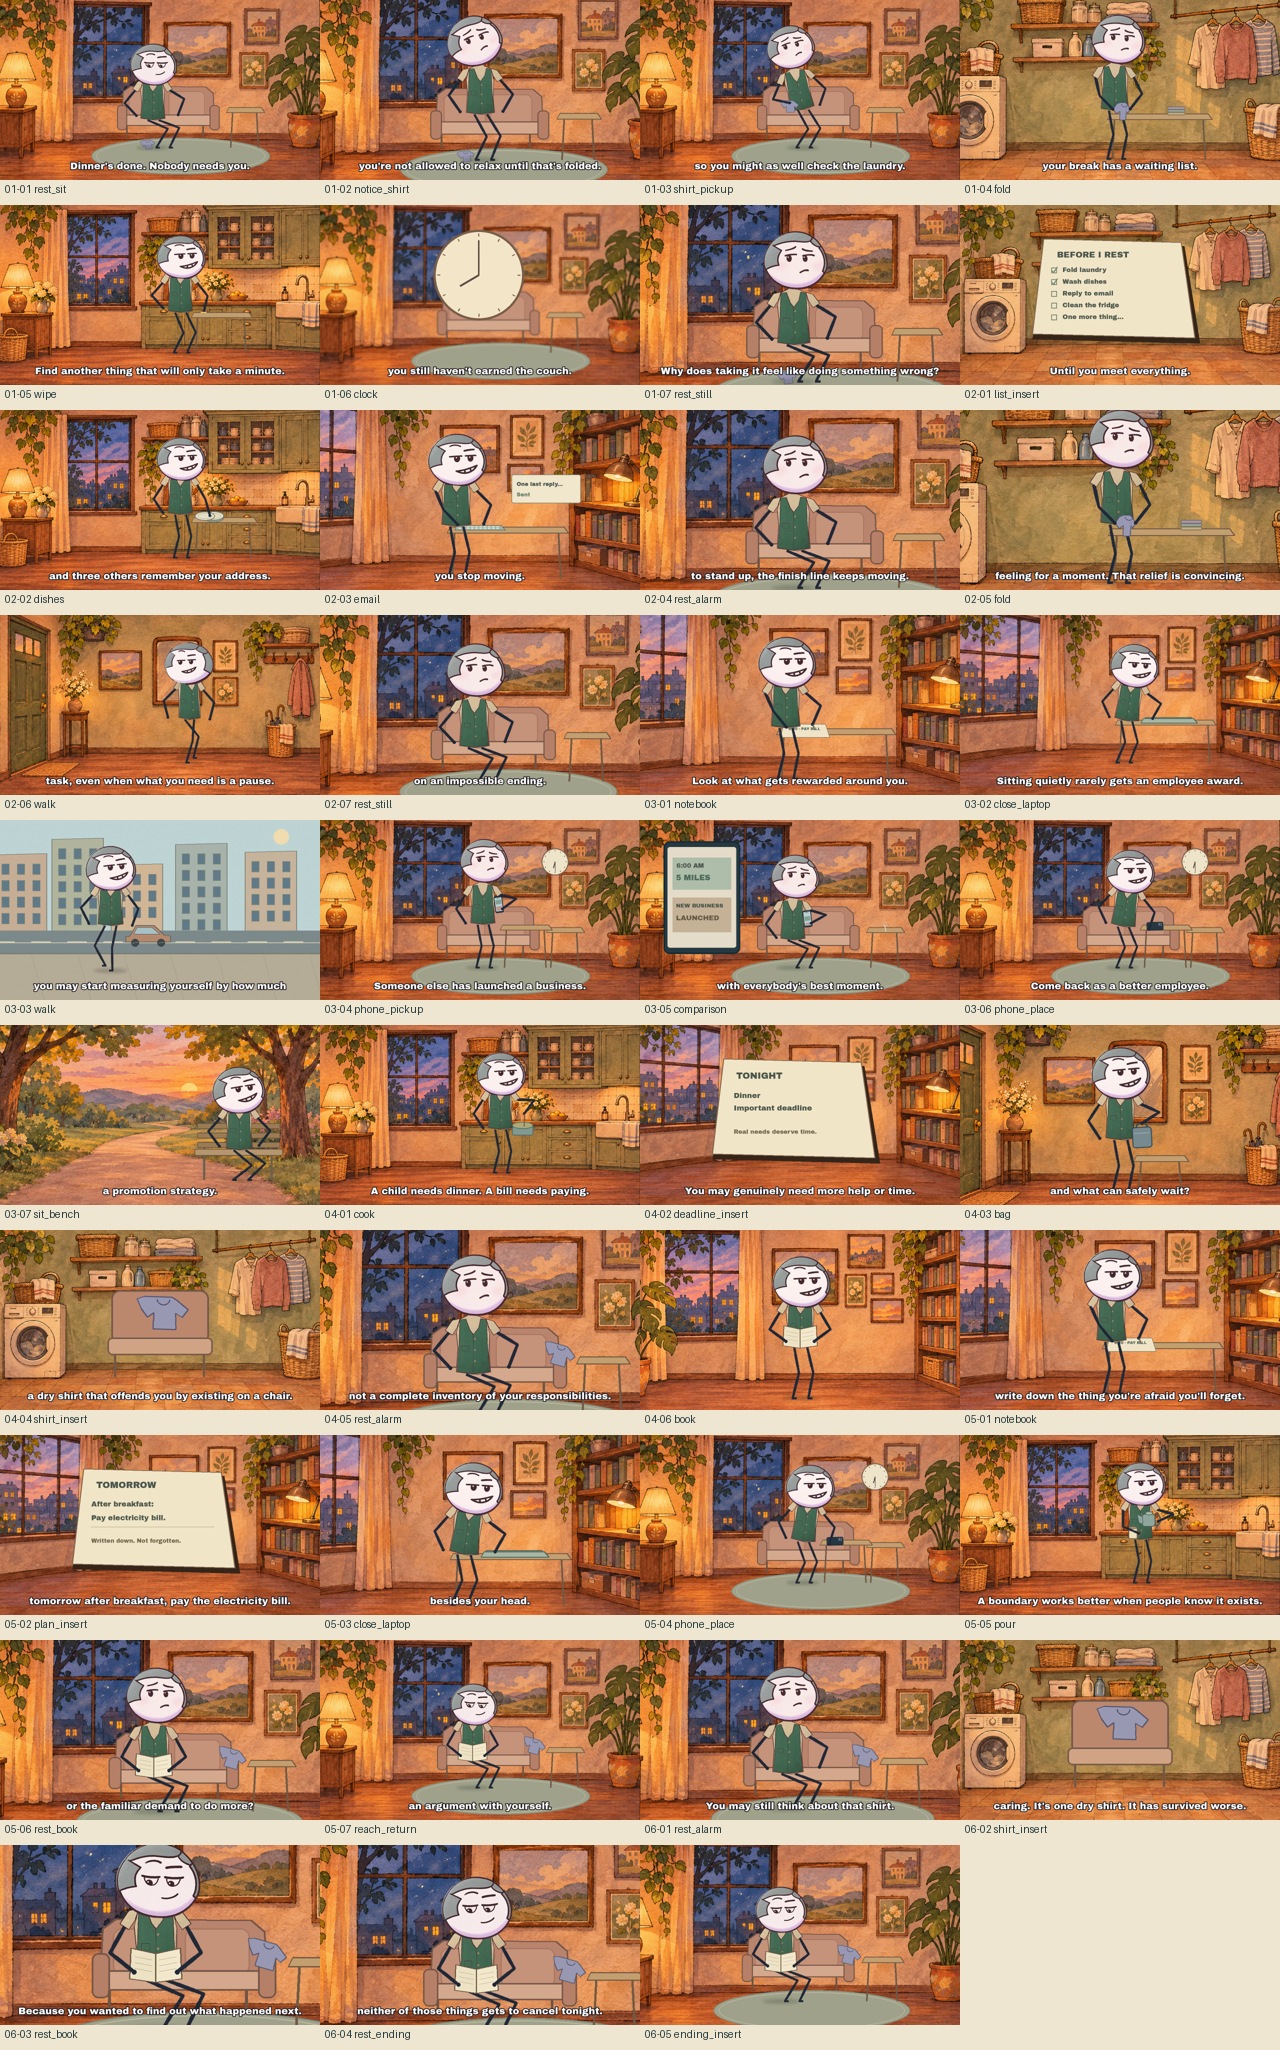 Dinner's done. Nobody needs you.
01-01 rest_sit
you're not allowed to relax until that's folded.
01-02 notice_shirt
so you might as well check the laundry.
01-03 shirt_pickup
your break has a waiting list.
01-04 fold
Find another thing that will only take a minute.
01-05 wipe
you still haven't earned the couch.
01-06 clock
Why does taking it feel like doing something wrong?
01-07 rest_still
BEFORE I REST
Fold laundry
Wash dishes
Reply to email
Clean the fridge
One more thing...
Until you meet everything.
02-01 list_insert
and three others remember your address.
02-02 dishes
One last reply...
Sent
you stop moving.
02-03 email
to stand up, the finish line keeps moving.
02-04 rest_alarm
feeling for a moment. That relief is convincing.
02-05 fold
task, even when what you need is a pause.
02-06 walk
on an impossible ending.
02-07 rest_still
PAY BILL
Look at what gets rewarded around you.
03-01 notebook
Sitting quietly rarely gets an employee award.
03-02 close_laptop
you may start measuring yourself by how much
03-03 walk
Someone else has launched a business.
03-04 phone_pickup
6:00 AM
5 MILES
NEW BUSINESS
LAUNCHED
with everybody's best moment.
03-05 comparison
Come back as a better employee.
03-06 phone_place
a promotion strategy.
03-07 sit_bench
A child needs dinner. A bill needs paying.
04-01 cook
TONIGHT
Dinner
Important deadline
Real needs deserve time.
You may genuinely need more help or time.
04-02 deadline_insert
and what can safely wait?
04-03 bag
a dry shirt that offends you by existing on a chair.
04-04 shirt_insert
not a complete inventory of your responsibilities.
04-05 rest_alarm
04-06 book
PAY BILL
write down the thing you're afraid you'll forget.
05-01 notebook
TOMORROW
After breakfast:
Pay electricity bill.
Written down. Not forgotten.
tomorrow after breakfast, pay the electricity bill.
05-02 plan_insert
besides your head.
05-03 close_laptop
05-04 phone_place
A boundary works better when people know it exists.
05-05 pour
or the familiar demand to do more?
05-06 rest_book
an argument with yourself.
05-07 reach_return
You may still think about that shirt.
06-01 rest_alarm
caring. It's one dry shirt. It has survived worse.
06-02 shirt_insert
Because you wanted to find out what happened next.
06-03 rest_book
neither of those things gets to cancel tonight.
06-04 rest_ending
06-05 ending_insert